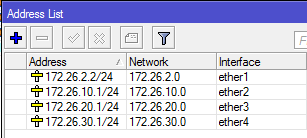 Address List
F
Address Network Interface
172.26.2.2/24 172.26.2.0 ether1
172.26.10.1/24 172.26.10.0 ether2
172.26.20.1/24 172.26.20.0 ether3
172.26.30.1/24 172.26.30.0 ether4